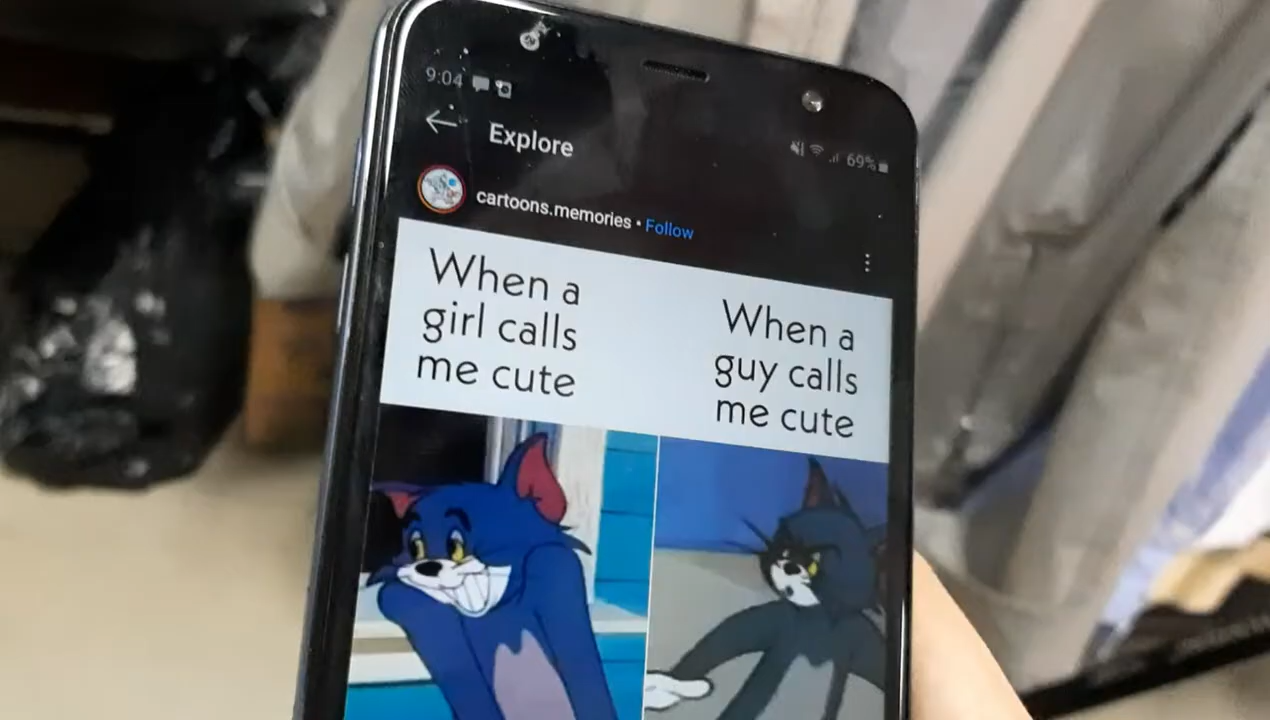 9:04
69%
Explore
cartoons.memories • Follow
When a
girl calls
me cute
When a
guy calls
me cute